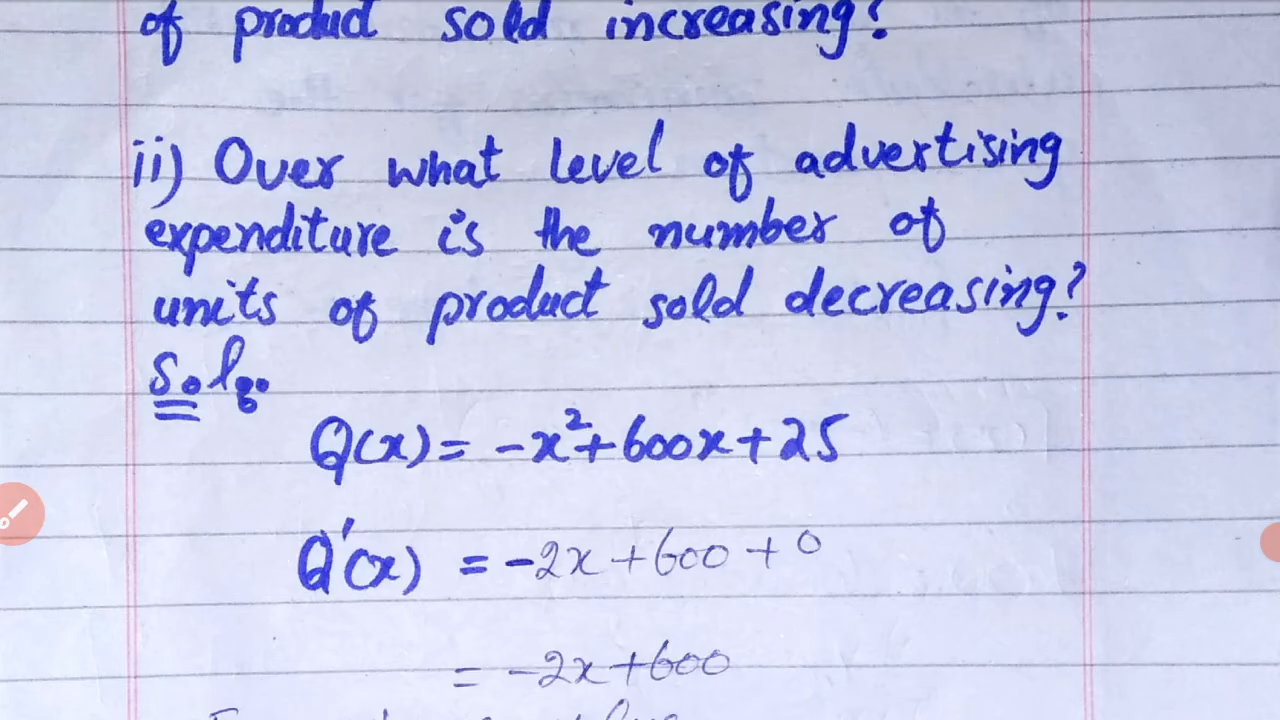 of product sold increasing?
ii) Over what level of advertising
expenditure is the number of
units of product sold decreasing?
Sol:
Q(x) = -x²+600x+25
Q'(x) = -2x+600+0
= -2x+600